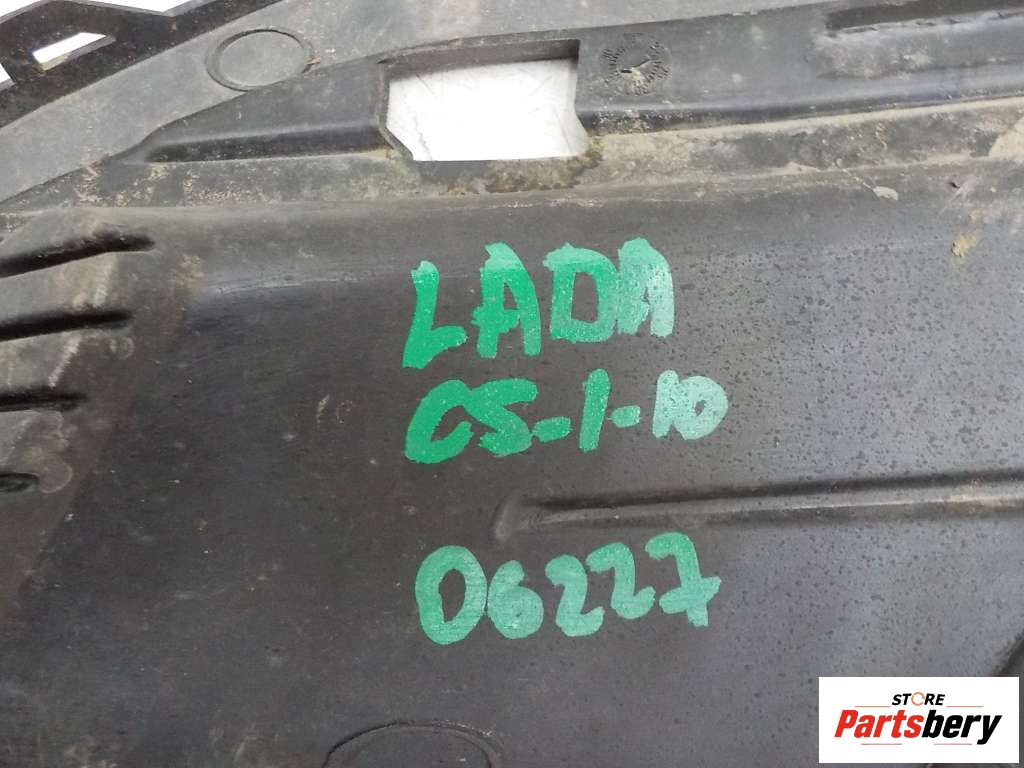 LADA
CS-1-10
06227
STORE
Partsbery